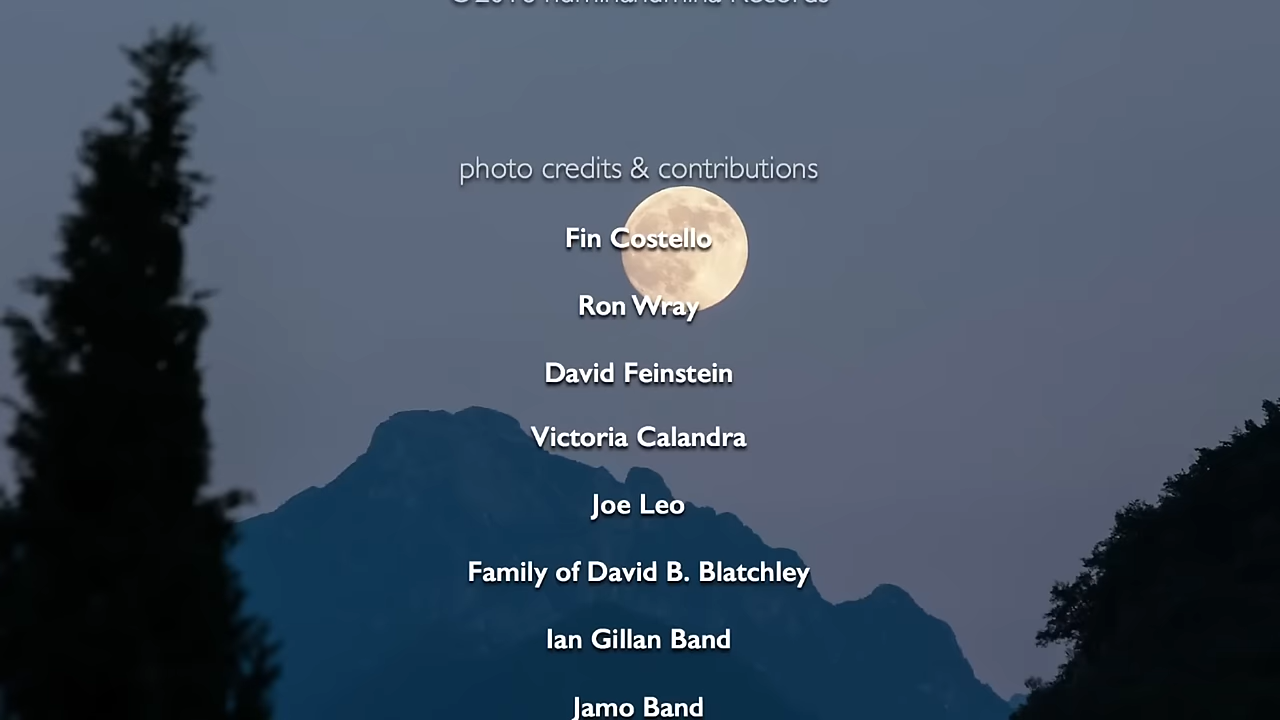 Records
photo credits & contributions
Fin Costello
Ron Wray
David Feinstein
Victoria Calandra
Joe Leo
Family of David B. Blatchley
Ian Gillan Band
Jamo Band